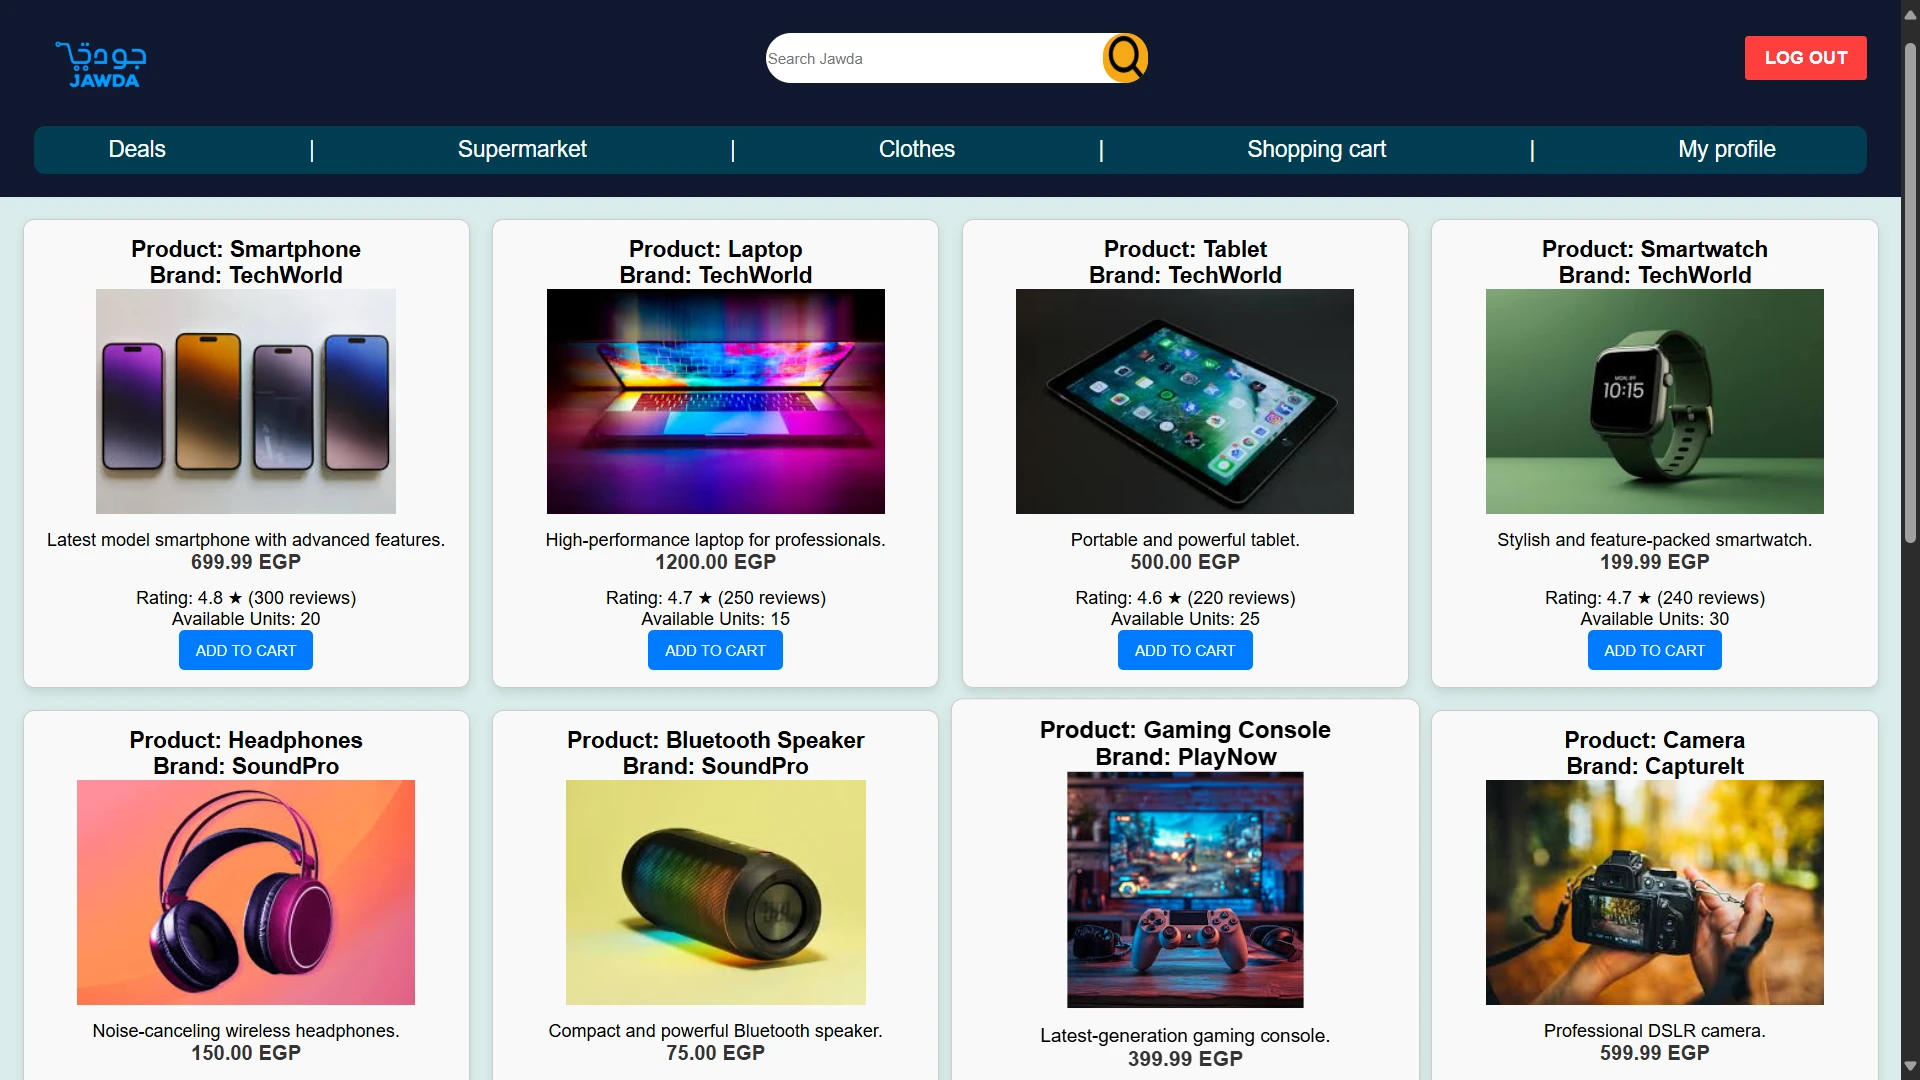 جودة
JAWDA
Search Jawda
LOG OUT
Deals | Supermarket | Clothes | Shopping cart | My profile
Product: Smartphone
Brand: TechWorld
Latest model smartphone with advanced features.
699.99 EGP
Rating: 4.8 ★ (300 reviews)
Available Units: 20
ADD TO CART
Product: Laptop
Brand: TechWorld
High-performance laptop for professionals.
1200.00 EGP
Rating: 4.7 ★ (250 reviews)
Available Units: 15
ADD TO CART
Product: Tablet
Brand: TechWorld
Portable and powerful tablet.
500.00 EGP
Rating: 4.6 ★ (220 reviews)
Available Units: 25
ADD TO CART
Product: Smartwatch
Brand: TechWorld
10:15
Stylish and feature-packed smartwatch.
199.99 EGP
Rating: 4.7 ★ (240 reviews)
Available Units: 30
ADD TO CART
Product: Headphones
Brand: SoundPro
Noise-canceling wireless headphones.
150.00 EGP
Product: Bluetooth Speaker
Brand: SoundPro
JBL
Compact and powerful Bluetooth speaker.
75.00 EGP
Product: Gaming Console
Brand: PlayNow
Latest-generation gaming console.
399.99 EGP
Product: Camera
Brand: CaptureIt
Professional DSLR camera.
599.99 EGP